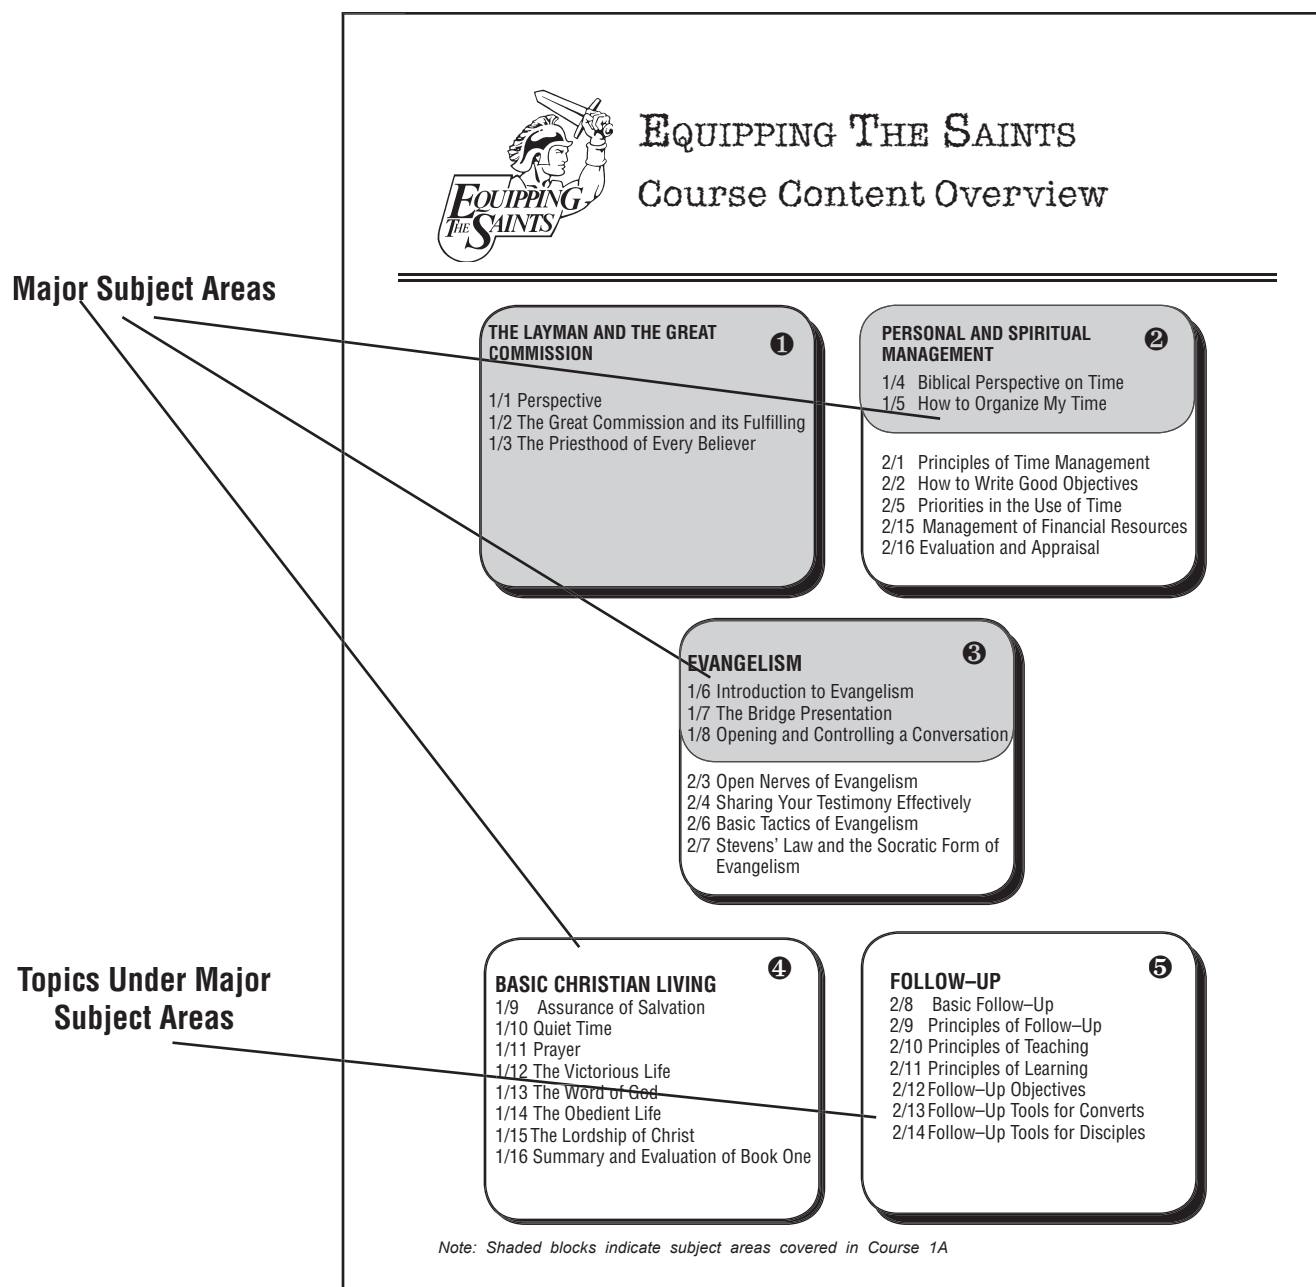 EQUIPPING THE SAINTS
Course Content Overview
EQUIPPING
THE SAINTS
Major Subject Areas
THE LAYMAN AND THE GREAT
COMMISSION
❶
1/1 Perspective
1/2 The Great Commission and its Fulfilling
1/3 The Priesthood of Every Believer
PERSONAL AND SPIRITUAL
MANAGEMENT
❷
1/4 Biblical Perspective on Time
1/5 How to Organize My Time
2/1 Principles of Time Management
2/2 How to Write Good Objectives
2/5 Priorities in the Use of Time
2/15 Management of Financial Resources
2/16 Evaluation and Appraisal
EVANGELISM
❸
1/6 Introduction to Evangelism
1/7 The Bridge Presentation
1/8 Opening and Controlling a Conversation
2/3 Open Nerves of Evangelism
2/4 Sharing Your Testimony Effectively
2/6 Basic Tactics of Evangelism
2/7 Stevens’ Law and the Socratic Form of
Evangelism
Topics Under Major
Subject Areas
BASIC CHRISTIAN LIVING
❹
1/9 Assurance of Salvation
1/10 Quiet Time
1/11 Prayer
1/12 The Victorious Life
1/13 The Word of God
1/14 The Obedient Life
1/15 The Lordship of Christ
1/16 Summary and Evaluation of Book One
FOLLOW–UP
❺
2/8 Basic Follow–Up
2/9 Principles of Follow–Up
2/10 Principles of Teaching
2/11 Principles of Learning
2/12 Follow–Up Objectives
2/13 Follow–Up Tools for Converts
2/14 Follow–Up Tools for Disciples
Note: Shaded blocks indicate subject areas covered in Course 1A